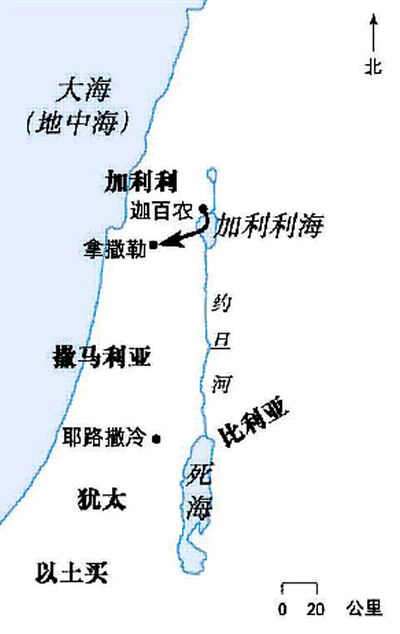 北
大海
(地中海)
加利利
迦百农
加利利海
拿撒勒
约
旦
河
撒马利亚
比利亚
耶路撒冷
死
海
犹太
以土买
0 20 公里